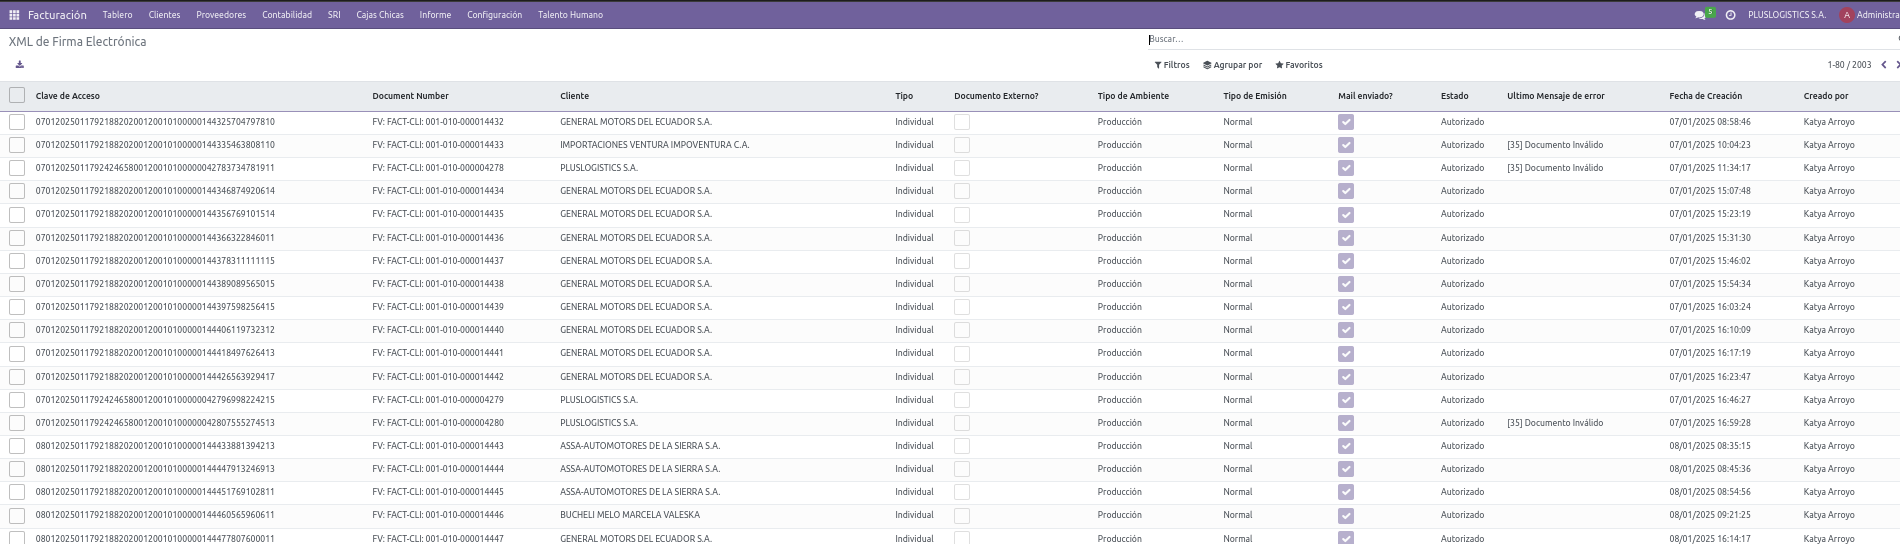 Facturación Tablero Clientes Proveedores Contabilidad SRI Cajas Chicas Informe Configuración Talento Humano 5 PLUSLOGISTICS S.A. A Administra
XML de Firma Electrónica Buscar...
Filtros Agrupar por Favoritos 1-80 / 2003
Clave de Acceso Document Number Cliente Tipo Documento Externo? Tipo de Ambiente Tipo de Emisión Mail enviado? Estado Ultimo Mensaje de error Fecha de Creación Creado por
0701202501179218820200120010100000144325704797810 FV: FACT-CLI: 001-010-000014432 GENERAL MOTORS DEL ECUADOR S.A. Individual Producción Normal Autorizado 07/01/2025 08:58:46 Katya Arroyo
0701202501179218820200120010100000144335463808110 FV: FACT-CLI: 001-010-000014433 IMPORTACIONES VENTURA IMPOVENTURA C.A. Individual Producción Normal Autorizado [35] Documento Inválido 07/01/2025 10:04:23 Katya Arroyo
0701202501179242465800120010100000042783734781911 FV: FACT-CLI: 001-010-000004278 PLUSLOGISTICS S.A. Individual Producción Normal Autorizado [35] Documento Inválido 07/01/2025 11:34:17 Katya Arroyo
0701202501179218820200120010100000144346874920614 FV: FACT-CLI: 001-010-000014434 GENERAL MOTORS DEL ECUADOR S.A. Individual Producción Normal Autorizado 07/01/2025 15:07:48 Katya Arroyo
0701202501179218820200120010100000144356769101514 FV: FACT-CLI: 001-010-000014435 GENERAL MOTORS DEL ECUADOR S.A. Individual Producción Normal Autorizado 07/01/2025 15:23:19 Katya Arroyo
0701202501179218820200120010100000144366322846011 FV: FACT-CLI: 001-010-000014436 GENERAL MOTORS DEL ECUADOR S.A. Individual Producción Normal Autorizado 07/01/2025 15:31:30 Katya Arroyo
0701202501179218820200120010100000144378311111115 FV: FACT-CLI: 001-010-000014437 GENERAL MOTORS DEL ECUADOR S.A. Individual Producción Normal Autorizado 07/01/2025 15:46:02 Katya Arroyo
0701202501179218820200120010100000144389089565015 FV: FACT-CLI: 001-010-000014438 GENERAL MOTORS DEL ECUADOR S.A. Individual Producción Normal Autorizado 07/01/2025 15:54:34 Katya Arroyo
0701202501179218820200120010100000144397598256415 FV: FACT-CLI: 001-010-000014439 GENERAL MOTORS DEL ECUADOR S.A. Individual Producción Normal Autorizado 07/01/2025 16:03:24 Katya Arroyo
0701202501179218820200120010100000144406119732312 FV: FACT-CLI: 001-010-000014440 GENERAL MOTORS DEL ECUADOR S.A. Individual Producción Normal Autorizado 07/01/2025 16:10:09 Katya Arroyo
0701202501179218820200120010100000144418497626413 FV: FACT-CLI: 001-010-000014441 GENERAL MOTORS DEL ECUADOR S.A. Individual Producción Normal Autorizado 07/01/2025 16:17:19 Katya Arroyo
0701202501179218820200120010100000144426563929417 FV: FACT-CLI: 001-010-000014442 GENERAL MOTORS DEL ECUADOR S.A. Individual Producción Normal Autorizado 07/01/2025 16:23:47 Katya Arroyo
0701202501179242465800120010100000042796998224215 FV: FACT-CLI: 001-010-000004279 PLUSLOGISTICS S.A. Individual Producción Normal Autorizado 07/01/2025 16:46:27 Katya Arroyo
0701202501179242465800120010100000042807555274513 FV: FACT-CLI: 001-010-000004280 PLUSLOGISTICS S.A. Individual Producción Normal Autorizado [35] Documento Inválido 07/01/2025 16:59:28 Katya Arroyo
0801202501179218820200120010100000144433881394213 FV: FACT-CLI: 001-010-000014443 ASSA-AUTOMOTORES DE LA SIERRA S.A. Individual Producción Normal Autorizado 08/01/2025 08:35:15 Katya Arroyo
0801202501179218820200120010100000144447913246913 FV: FACT-CLI: 001-010-000014444 ASSA-AUTOMOTORES DE LA SIERRA S.A. Individual Producción Normal Autorizado 08/01/2025 08:45:36 Katya Arroyo
0801202501179218820200120010100000144451769102811 FV: FACT-CLI: 001-010-000014445 ASSA-AUTOMOTORES DE LA SIERRA S.A. Individual Producción Normal Autorizado 08/01/2025 08:54:56 Katya Arroyo
0801202501179218820200120010100000144460565960611 FV: FACT-CLI: 001-010-000014446 BUCHELI MELO MARCELA VALESKA Individual Producción Normal Autorizado 08/01/2025 09:21:25 Katya Arroyo
0801202501179218820200120010100000144477807600011 FV: FACT-CLI: 001-010-000014447 GENERAL MOTORS DEL ECUADOR S.A. Individual Producción Normal Autorizado 08/01/2025 16:14:17 Katya Arroyo